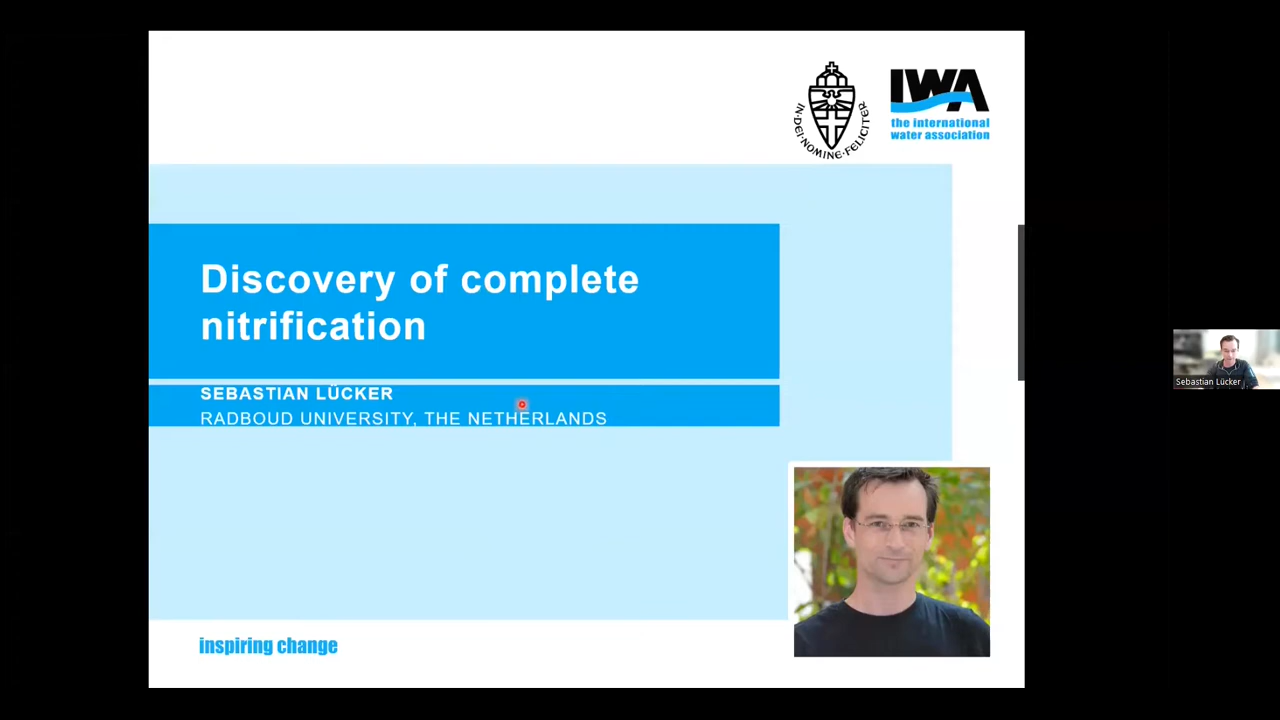 IN·DEI·NOMINE·FELICITER
IWA
the international
water association
Discovery of complete
nitrification
SEBASTIAN LÜCKER
RADBOUD UNIVERSITY, THE NETHERLANDS
Sebastian Lücker
inspiring change